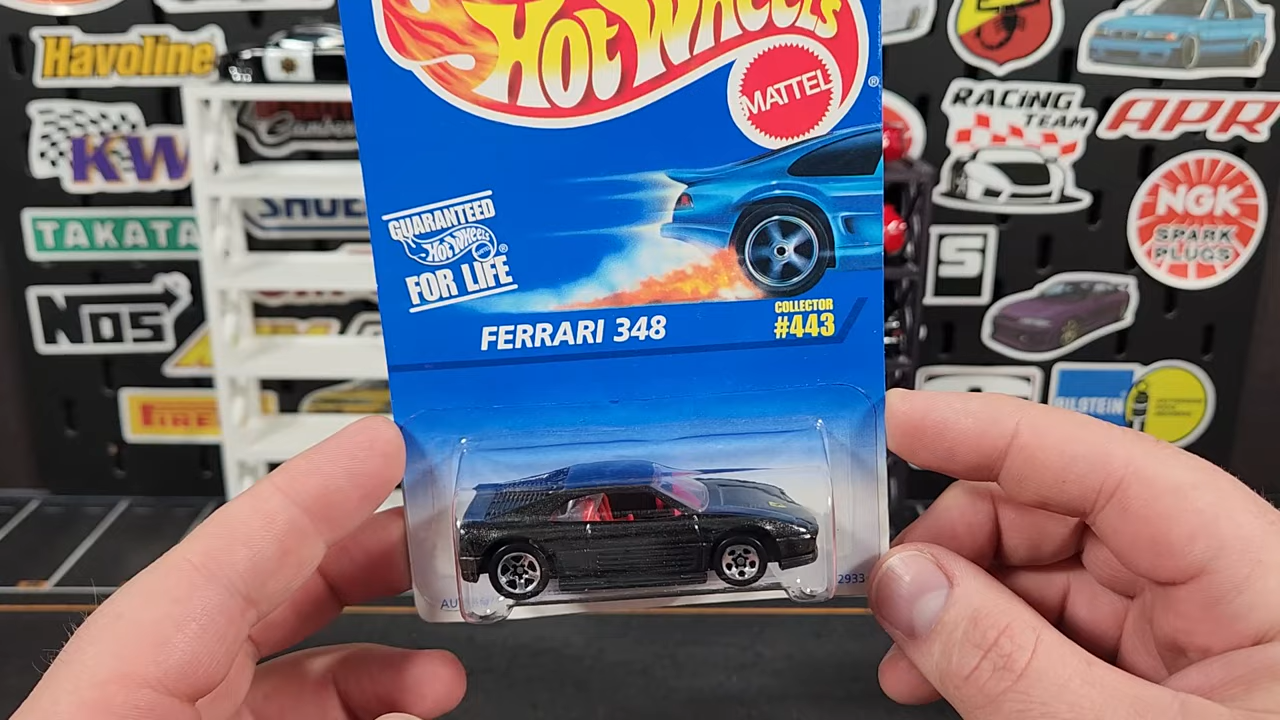 Havoline
KW
TAKATA
NOS
HOT WHEELS
MATTEL
®
GUARANTEED
HOT WHEELS
®
FOR LIFE
FERRARI 348
COLLECTOR
#443
2933
RACING
TEAM
APR
NGK
SPARK
PLUGS
S
BILSTEIN